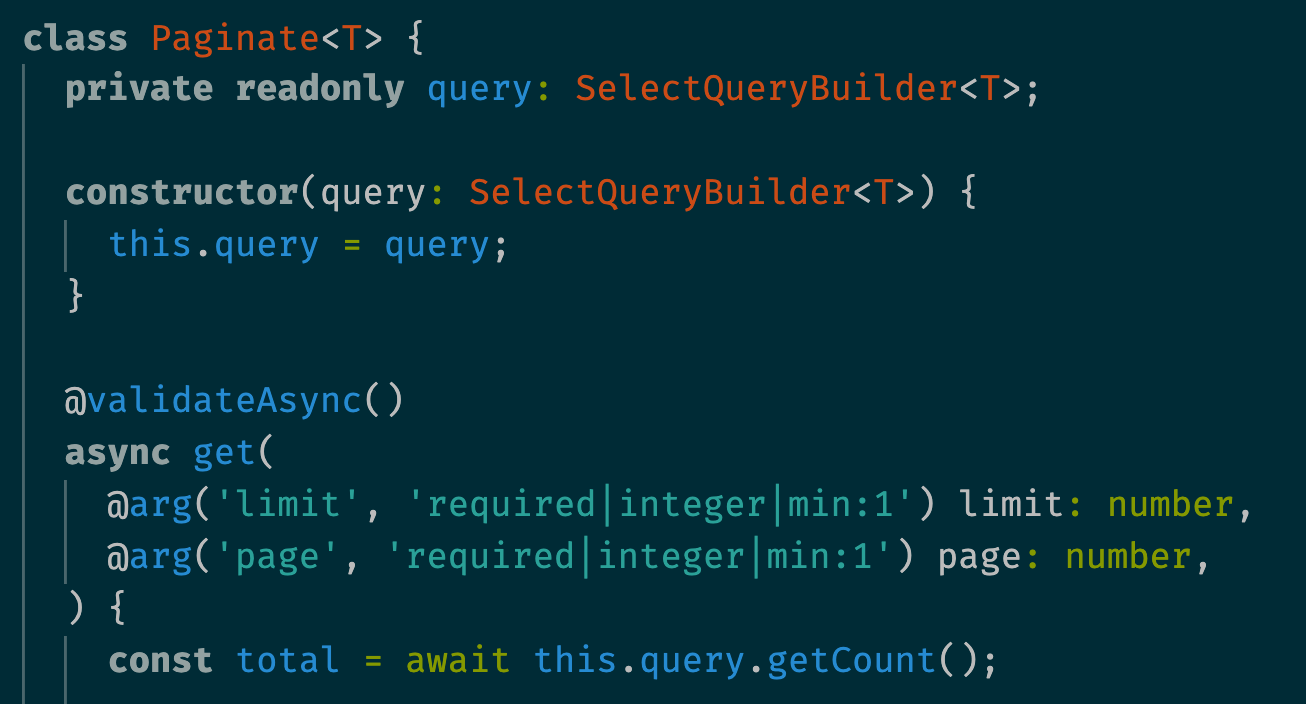 class Paginate<T> {
private readonly query: SelectQueryBuilder<T>;
constructor(query: SelectQueryBuilder<T>) {
this.query = query;
}
@validateAsync()
async get(
@arg('limit', 'required|integer|min:1') limit: number,
@arg('page', 'required|integer|min:1') page: number,
) {
const total = await this.query.getCount();